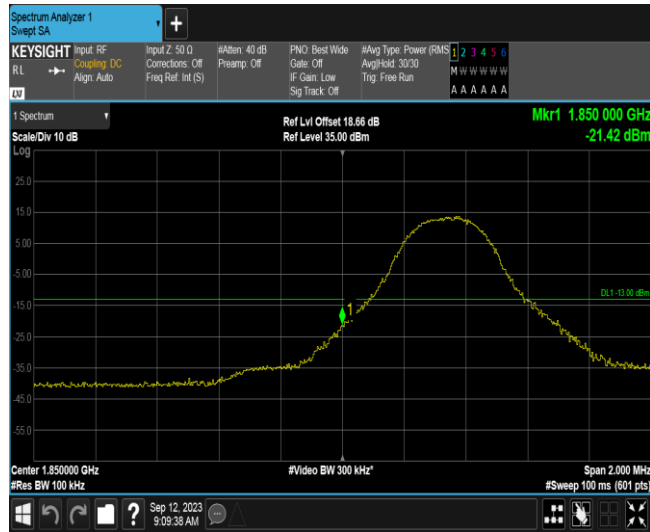 Spectrum Analyzer 1
Swept SA
+
KEYSIGHT
RL
LXI
Input: RF
Coupling: DC
Align: Auto
Input Z: 50 Ω
Corrections: Off
Freq Ref: Int (S)
#Atten: 40 dB
Preamp: Off
PNO: Best Wide
Gate: Off
IF Gain: Low
Sig Track: Off
#Avg Type: Power (RMS
Avg|Hold: 30/30
Trig: Free Run
1 2 3 4 5 6
M W W W W W
A A A A A A
1 Spectrum
Scale/Div 10 dB
Log
Ref Lvl Offset 18.66 dB
Ref Level 35.00 dBm
Mkr1 1.850 000 GHz
-21.42 dBm
25.0
15.0
5.00
-5.00
DL1 -13.00 dBm
-15.0
1
-25.0
-35.0
-45.0
-55.0
Center 1.850000 GHz
#Res BW 100 kHz
#Video BW 300 kHz*
Span 2.000 MHz
#Sweep 100 ms (601 pts)
?
Sep 12, 2023
9:09:38 AM